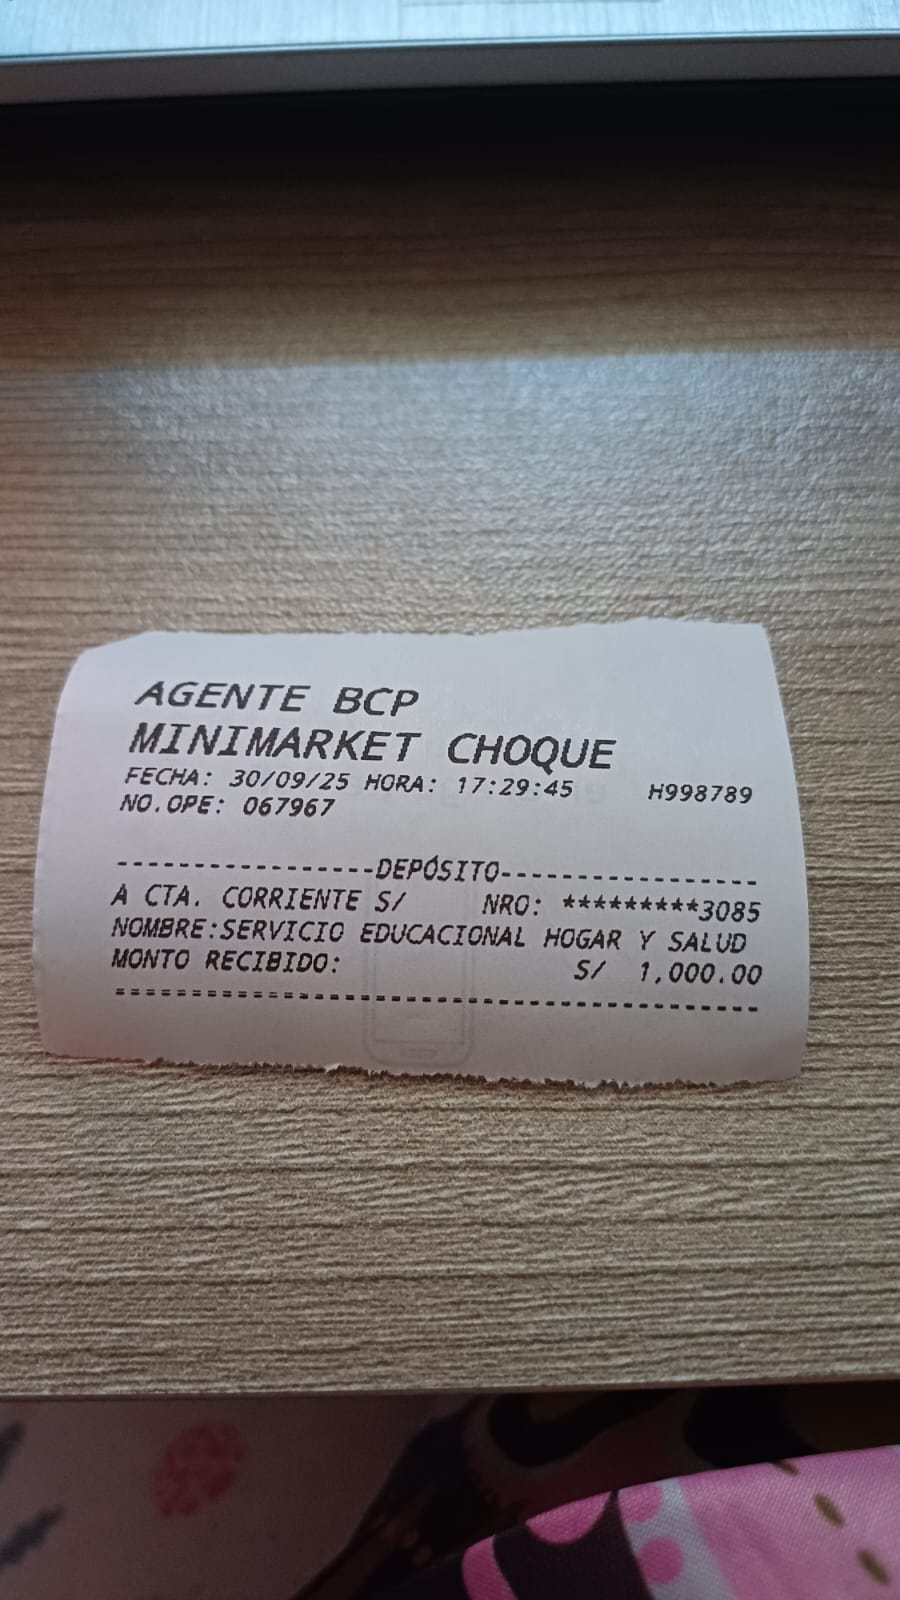 AGENTE BCP
MINIMARKET CHOQUE
FECHA: 30/09/25 HORA: 17:29:45 H998789
NO.OPE: 067967
-----------------DEPÓSITO-----------------
A CTA. CORRIENTE S/ NRO: *********3085
NOMBRE:SERVICIO EDUCACIONAL HOGAR Y SALUD
MONTO RECIBIDO: S/ 1,000.00
==========================================